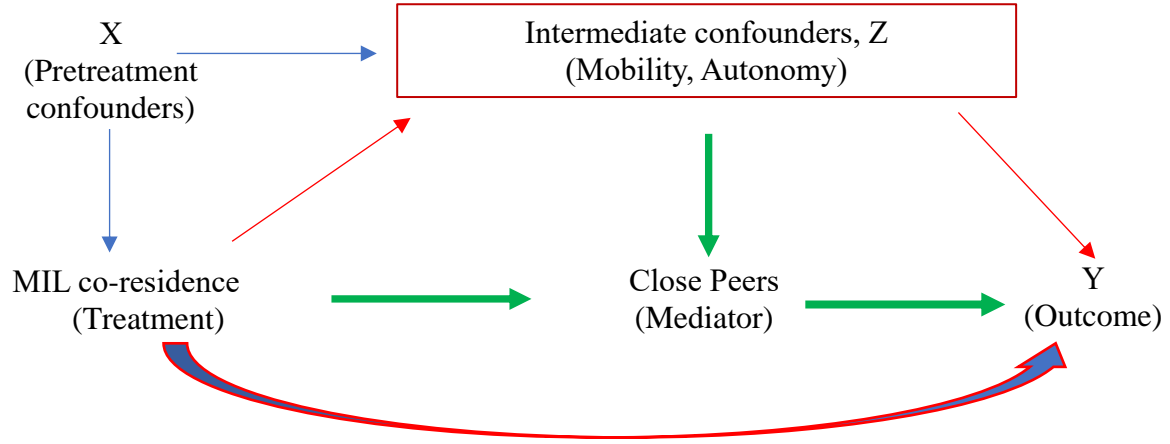 X
(Pretreatment
confounders)
Intermediate confounders, Z
(Mobility, Autonomy)
MIL co-residence
(Treatment)
Close Peers
(Mediator)
Y
(Outcome)